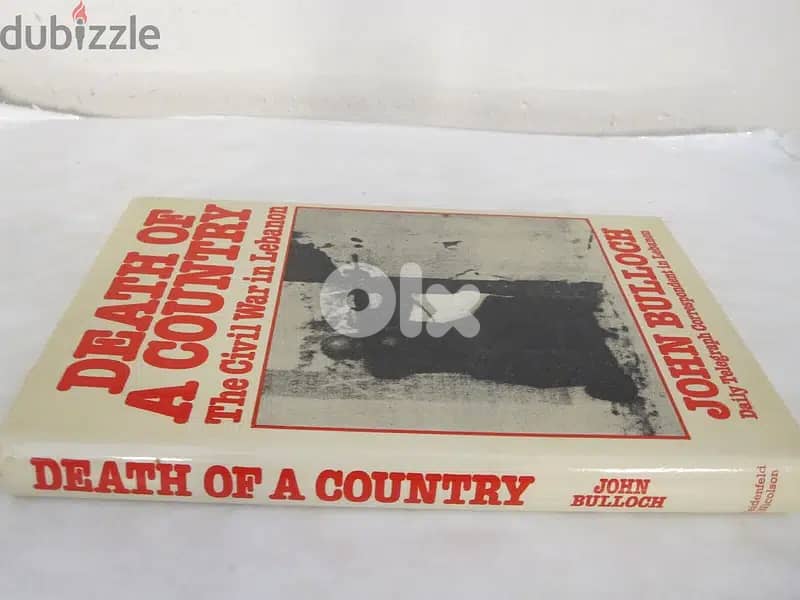 dubizzle
DEATH OF
A COUNTRY
The Civil War in Lebanon
olx
JOHN BULLOCH
Daily Telegraph Correspondent in Lebanon
DEATH OF A COUNTRY
JOHN
BULLOCH
Nicolson